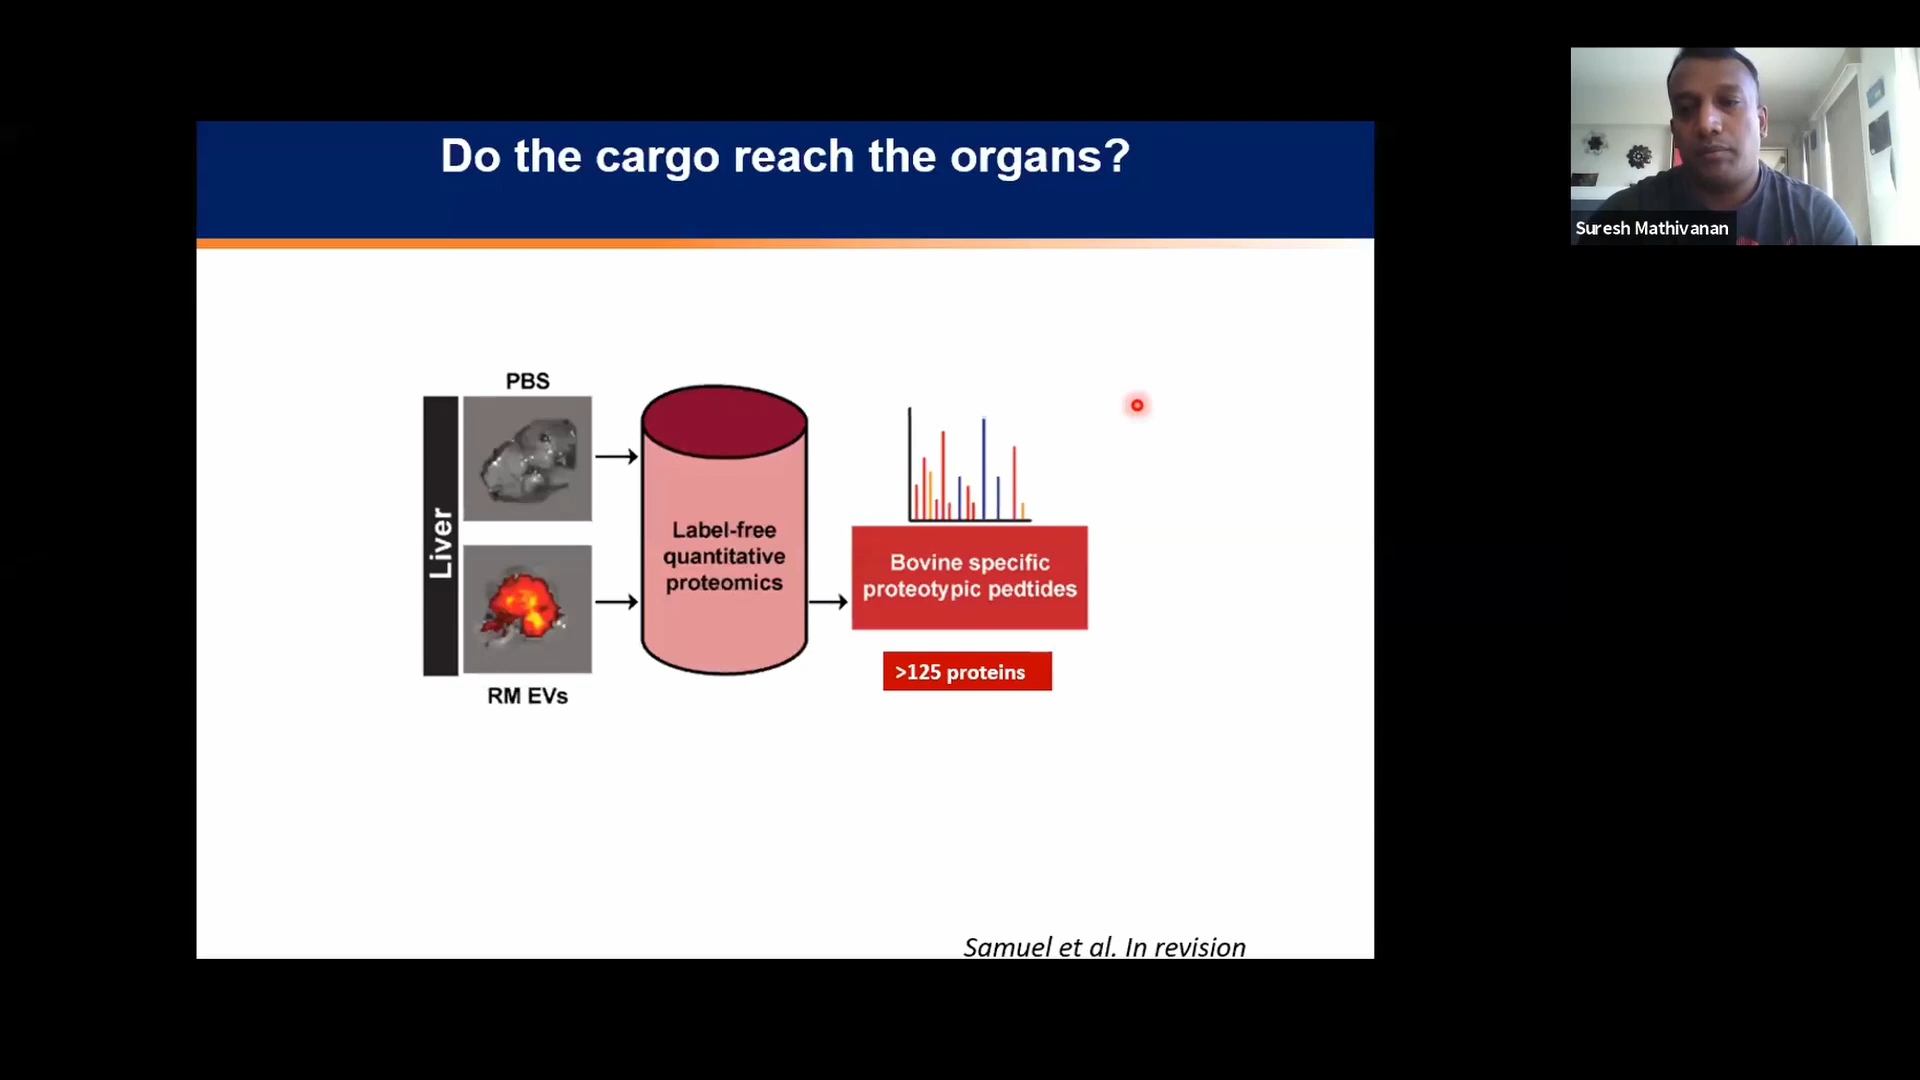 Do the cargo reach the organs?
Suresh Mathivanan
PBS
Liver
Label-free
quantitative
proteomics
Bovine specific
proteotypic pedtides
>125 proteins
RM EVs
Samuel et al. In revision